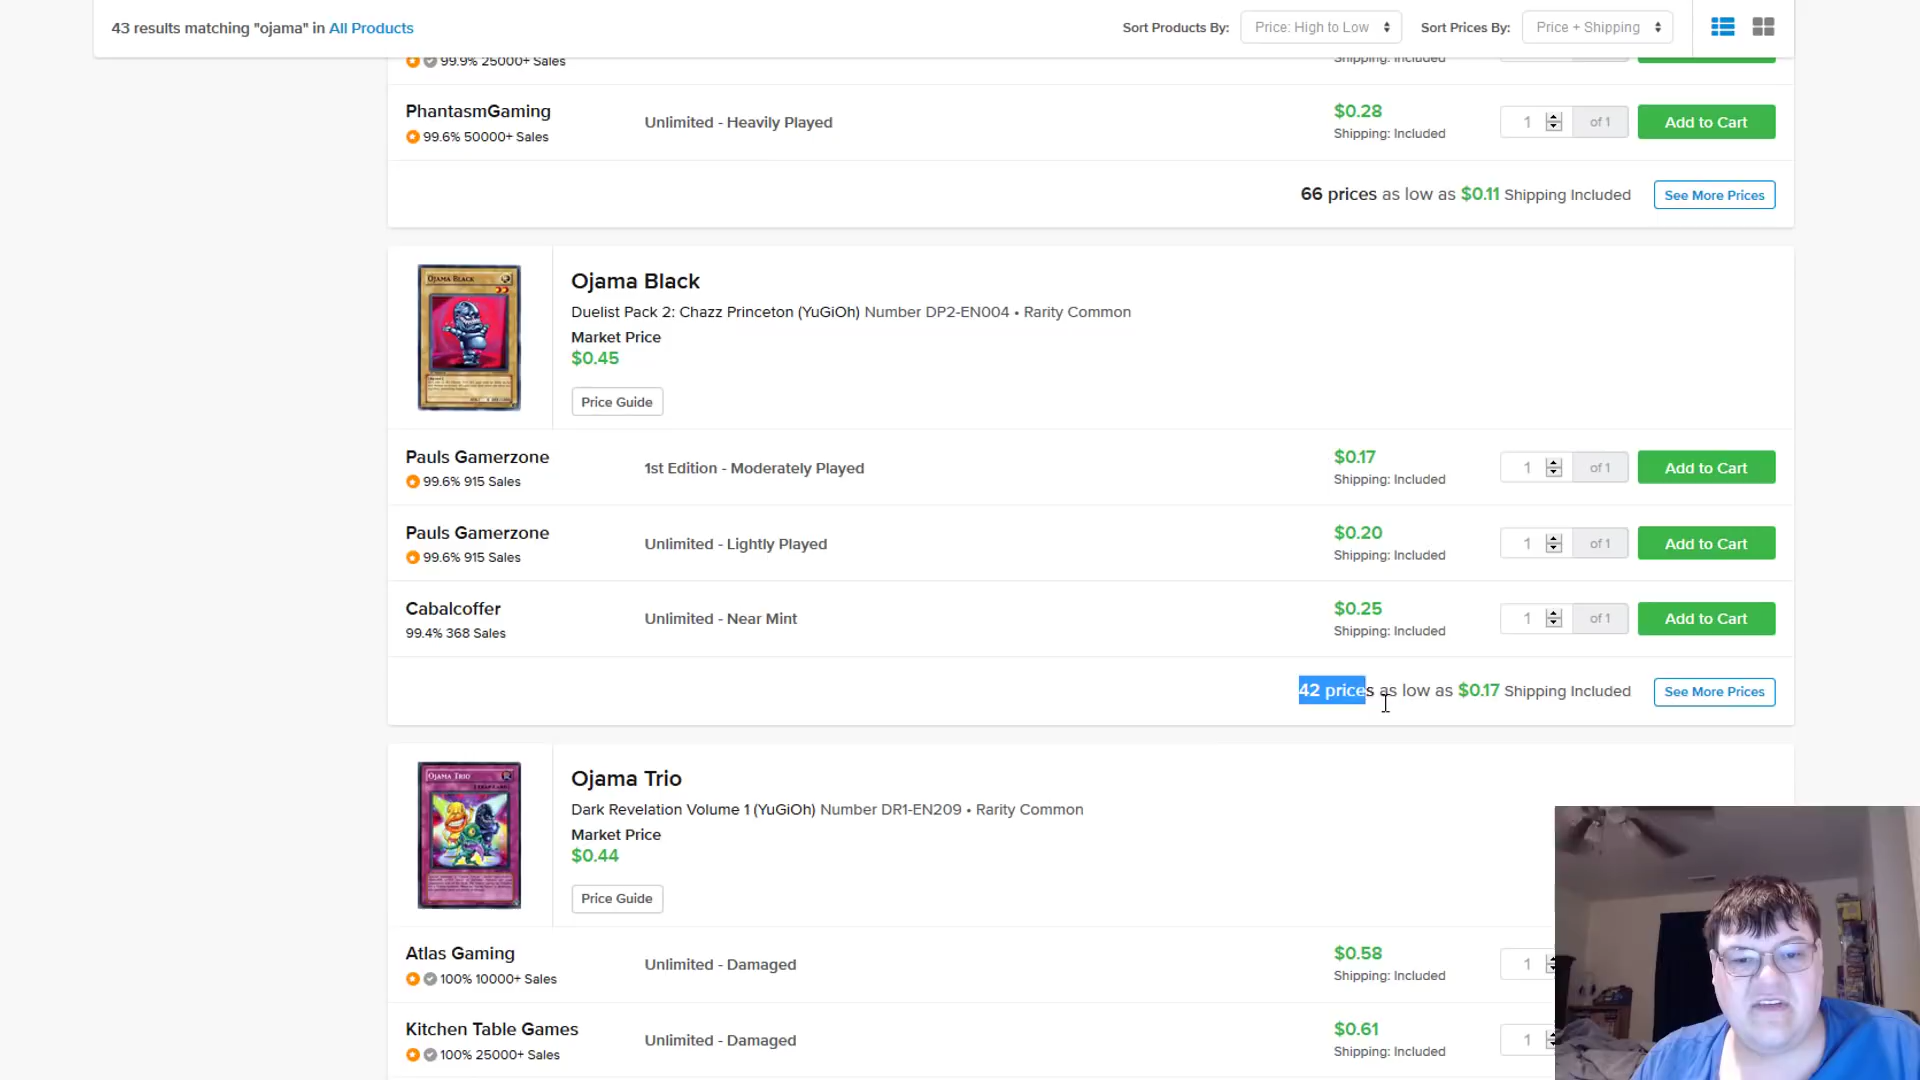 43 results matching "ojama" in All Products
Sort Products By: Price: High to Low
Sort Prices By: Price + Shipping
99.9% 25000+ Sales
Shipping: Included
PhantasmGaming
99.6% 50000+ Sales
Unlimited - Heavily Played
$0.28
Shipping: Included
1 of 1
Add to Cart
66 prices as low as $0.11 Shipping Included
See More Prices
OJAMA BLACK
Ojama Black
Duelist Pack 2: Chazz Princeton (YuGiOh) Number DP2-EN004 • Rarity Common
Market Price
$0.45
Price Guide
Pauls Gamerzone
99.6% 915 Sales
1st Edition - Moderately Played
$0.17
Shipping: Included
1 of 1
Add to Cart
Pauls Gamerzone
99.6% 915 Sales
Unlimited - Lightly Played
$0.20
Shipping: Included
1 of 1
Add to Cart
Cabalcoffer
99.4% 368 Sales
Unlimited - Near Mint
$0.25
Shipping: Included
1 of 1
Add to Cart
42 prices as low as $0.17 Shipping Included
See More Prices
OJAMA TRIO
Ojama Trio
Dark Revelation Volume 1 (YuGiOh) Number DR1-EN209 • Rarity Common
Market Price
$0.44
Price Guide
Atlas Gaming
100% 10000+ Sales
Unlimited - Damaged
$0.58
Shipping: Included
1
Kitchen Table Games
100% 25000+ Sales
Unlimited - Damaged
$0.61
Shipping: Included
1